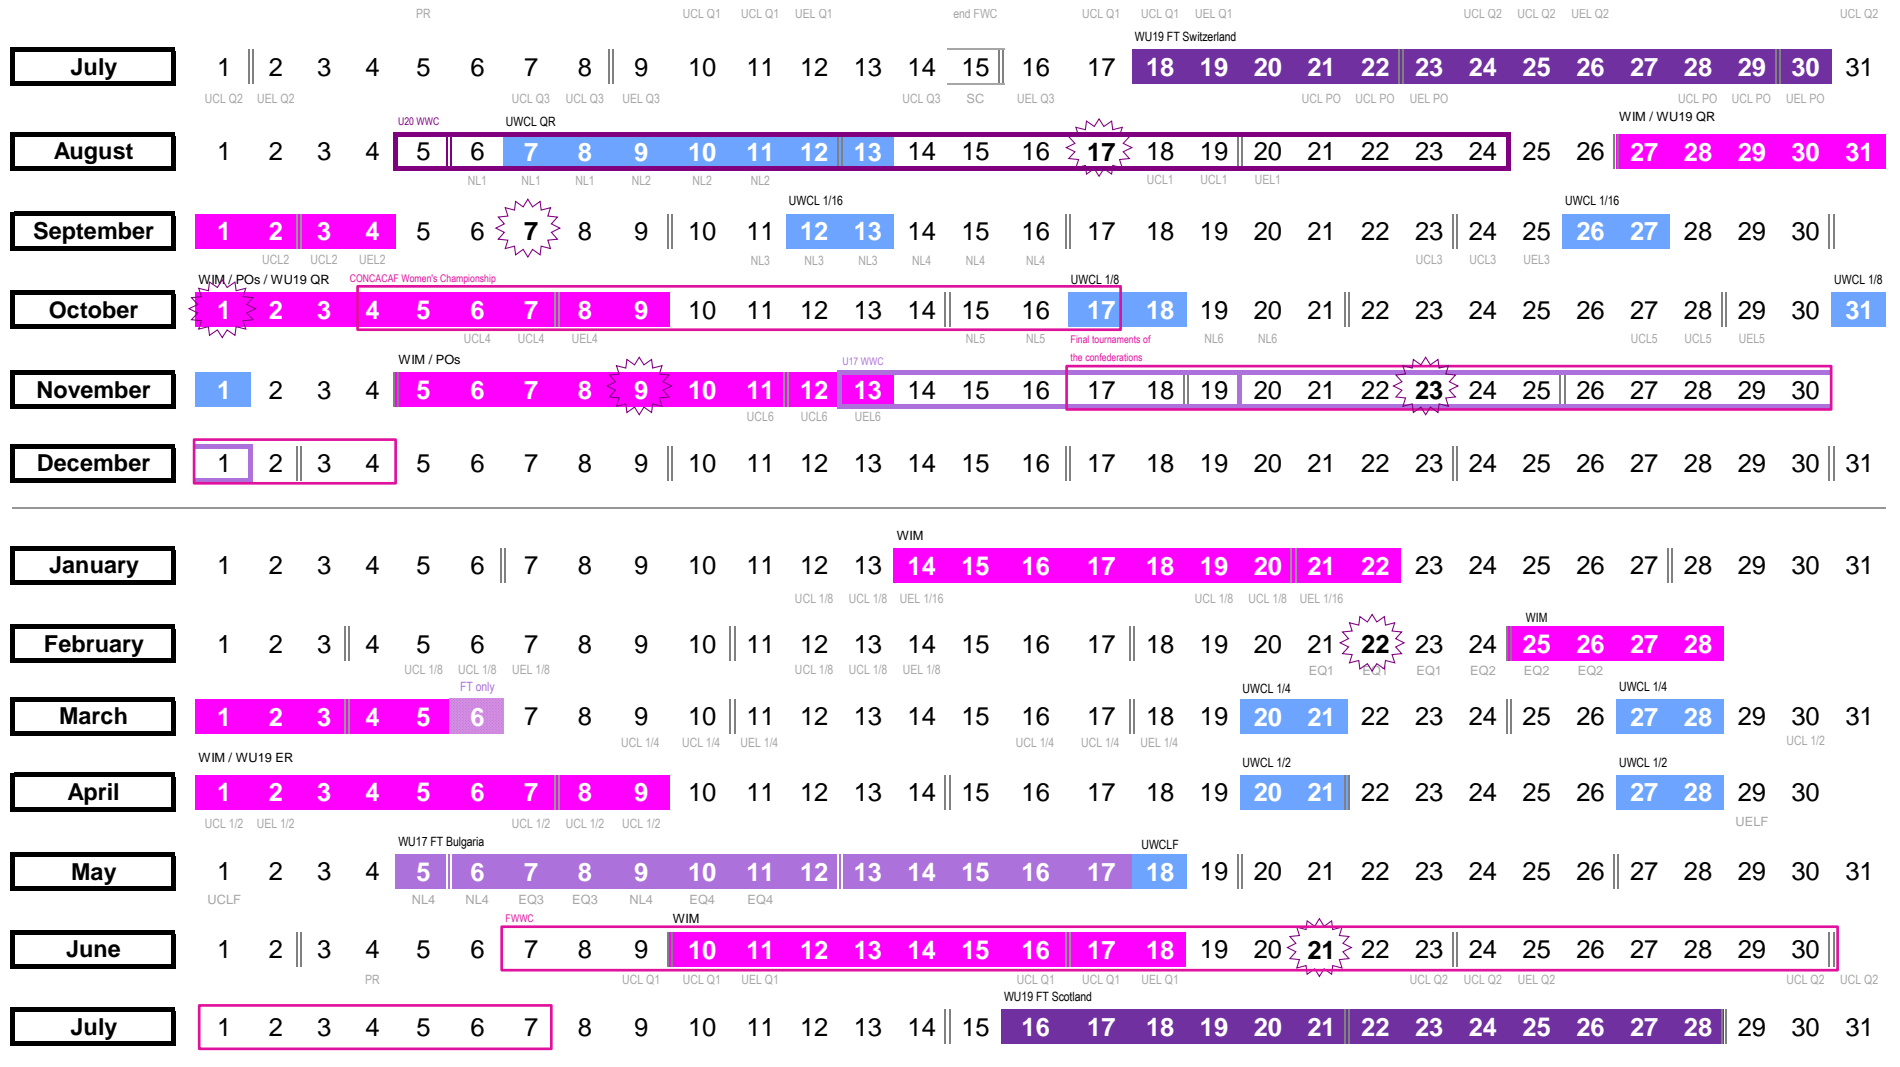 PR UCL Q1 UCL Q1 UEL Q1 end FWC UCL Q1 UCL Q1 UEL Q1 UCL Q2 UCL Q2 UEL Q2 UCL Q2
WU19 FT Switzerland
July 1 2 3 4 5 6 7 8 9 10 11 12 13 14 15 16 17 18 19 20 21 22 23 24 25 26 27 28 29 30 31
UCL Q2 UEL Q2 UCL Q3 UCL Q3 UEL Q3 UCL Q3 SC UEL Q3 UCL PO UCL PO UEL PO UCL PO UCL PO UEL PO
U20 WWC UWCL QR WIM / WU19 QR
August 1 2 3 4 5 6 7 8 9 10 11 12 13 14 15 16 17 18 19 20 21 22 23 24 25 26 27 28 29 30 31
NL1 NL1 NL1 NL2 NL2 NL2 UCL1 UCL1 UEL1
UWCL 1/16 UWCL 1/16
September 1 2 3 4 5 6 7 8 9 10 11 12 13 14 15 16 17 18 19 20 21 22 23 24 25 26 27 28 29 30
UCL2 UCL2 UEL2 NL3 NL3 NL3 NL4 NL4 NL4 UCL3 UCL3 UEL3
WIM / POs / WU19 QR CONCACAF Women's Championship UWCL 1/8 UWCL 1/8
October 1 2 3 4 5 6 7 8 9 10 11 12 13 14 15 16 17 18 19 20 21 22 23 24 25 26 27 28 29 30 31
UCL4 UCL4 UEL4 NL5 NL5 Final tournaments of NL6 NL6 UCL5 UCL5 UEL5
WIM / POs U17 WWC the confederations
November 1 2 3 4 5 6 7 8 9 10 11 12 13 14 15 16 17 18 19 20 21 22 23 24 25 26 27 28 29 30
UCL6 UCL6 UEL6
December 1 2 3 4 5 6 7 8 9 10 11 12 13 14 15 16 17 18 19 20 21 22 23 24 25 26 27 28 29 30 31
WIM
January 1 2 3 4 5 6 7 8 9 10 11 12 13 14 15 16 17 18 19 20 21 22 23 24 25 26 27 28 29 30 31
UCL 1/8 UCL 1/8 UEL 1/16 UCL 1/8 UCL 1/8 UEL 1/16
WIM
February 1 2 3 4 5 6 7 8 9 10 11 12 13 14 15 16 17 18 19 20 21 22 23 24 25 26 27 28
UCL 1/8 UCL 1/8 UEL 1/8 UCL 1/8 UCL 1/8 UEL 1/8 EQ1 EQ1 EQ1 EQ2 EQ2 EQ2
FT only UWCL 1/4 UWCL 1/4
March 1 2 3 4 5 6 7 8 9 10 11 12 13 14 15 16 17 18 19 20 21 22 23 24 25 26 27 28 29 30 31
UCL 1/4 UCL 1/4 UEL 1/4 UCL 1/4 UCL 1/4 UEL 1/4 UCL 1/2
WIM / WU19 ER UWCL 1/2 UWCL 1/2
April 1 2 3 4 5 6 7 8 9 10 11 12 13 14 15 16 17 18 19 20 21 22 23 24 25 26 27 28 29 30
UCL 1/2 UEL 1/2 UCL 1/2 UCL 1/2 UCL 1/2 UELF
WU17 FT Bulgaria UWCLF
May 1 2 3 4 5 6 7 8 9 10 11 12 13 14 15 16 17 18 19 20 21 22 23 24 25 26 27 28 29 30 31
UCLF NL4 NL4 EQ3 EQ3 NL4 EQ4 EQ4
FWWC WIM
June 1 2 3 4 5 6 7 8 9 10 11 12 13 14 15 16 17 18 19 20 21 22 23 24 25 26 27 28 29 30
PR UCL Q1 UCL Q1 UEL Q1 UCL Q1 UCL Q1 UEL Q1 UCL Q2 UCL Q2 UEL Q2 UCL Q2 UCL Q2
WU19 FT Scotland
July 1 2 3 4 5 6 7 8 9 10 11 12 13 14 15 16 17 18 19 20 21 22 23 24 25 26 27 28 29 30 31